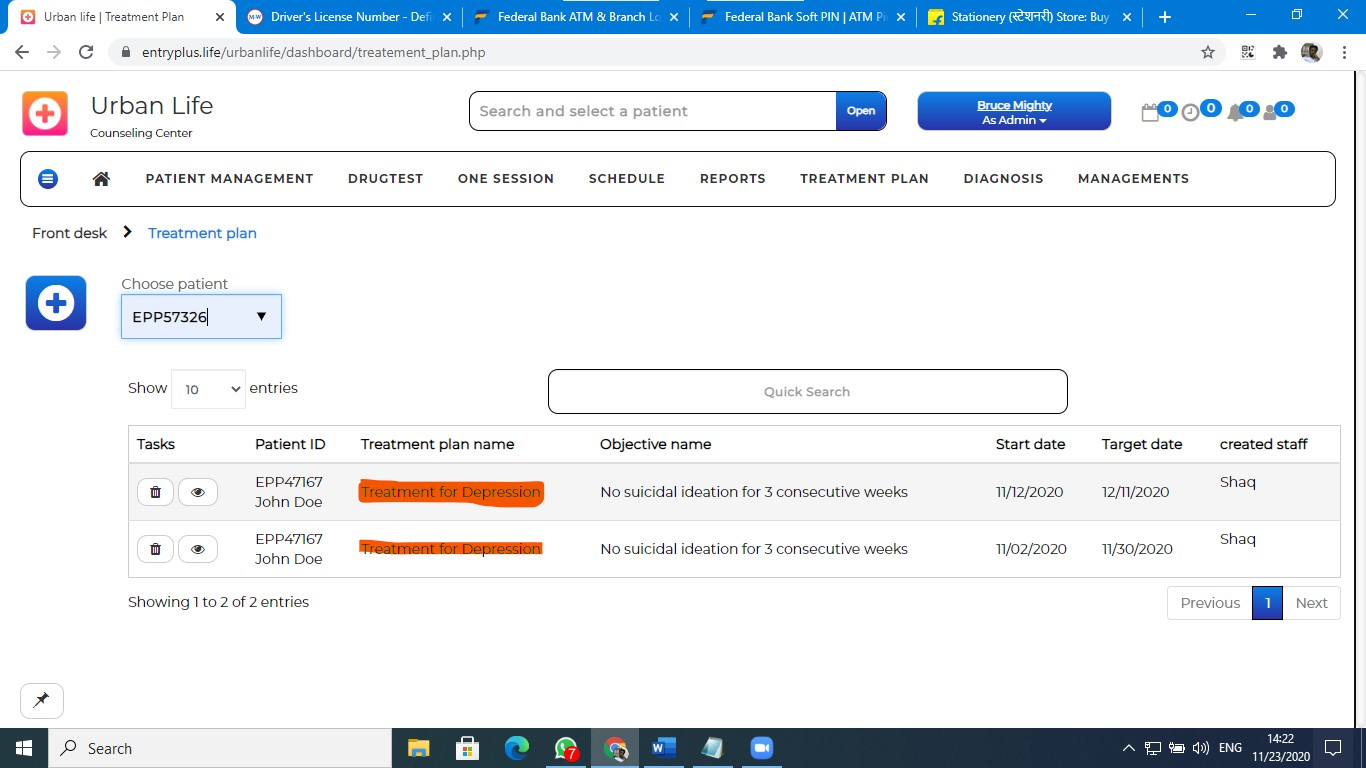 Urban life | Treatment Plan
Driver's License Number - Defi
Federal Bank ATM & Branch Lo
Federal Bank Soft PIN | ATM Pi
Stationery (स्टेशनरी) Store: Buy
entryplus.life/urbanlife/dashboard/treatement_plan.php
Urban Life
Counseling Center
Search and select a patient
Open
Bruce Mighty
As Admin
0 0 0 0
PATIENT MANAGEMENT DRUGTEST ONE SESSION SCHEDULE REPORTS TREATMENT PLAN DIAGNOSIS MANAGEMENTS
Front desk Treatment plan
Choose patient
EPP57326
Show 10 entries
Quick Search
Tasks Patient ID Treatment plan name Objective name Start date Target date created staff
EPP47167
John Doe
Treatment for Depression No suicidal ideation for 3 consecutive weeks 11/12/2020 12/11/2020 Shaq
EPP47167
John Doe
Treatment for Depression No suicidal ideation for 3 consecutive weeks 11/02/2020 11/30/2020 Shaq
Showing 1 to 2 of 2 entries
Previous 1 Next
Search
7
ENG
14:22
11/23/2020